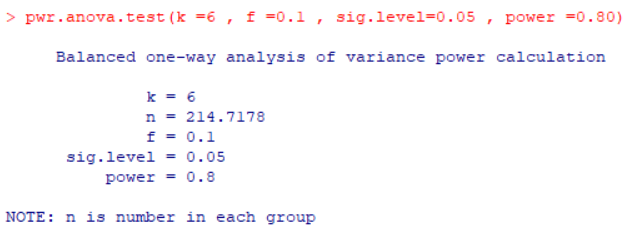 > pwr.anova.test(k =6 , f =0.1 , sig.level=0.05 , power =0.80)
Balanced one-way analysis of variance power calculation
k = 6
n = 214.7178
f = 0.1
sig.level = 0.05
power = 0.8
NOTE: n is number in each group